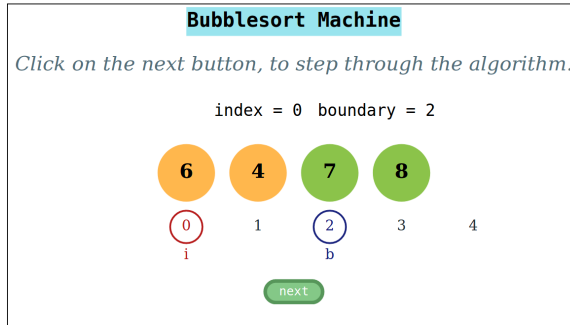 Bubblesort Machine
Click on the next button, to step through the algorithm.
index = 0 boundary = 2
6 4 7 8
0 1 2 3 4
i b
next